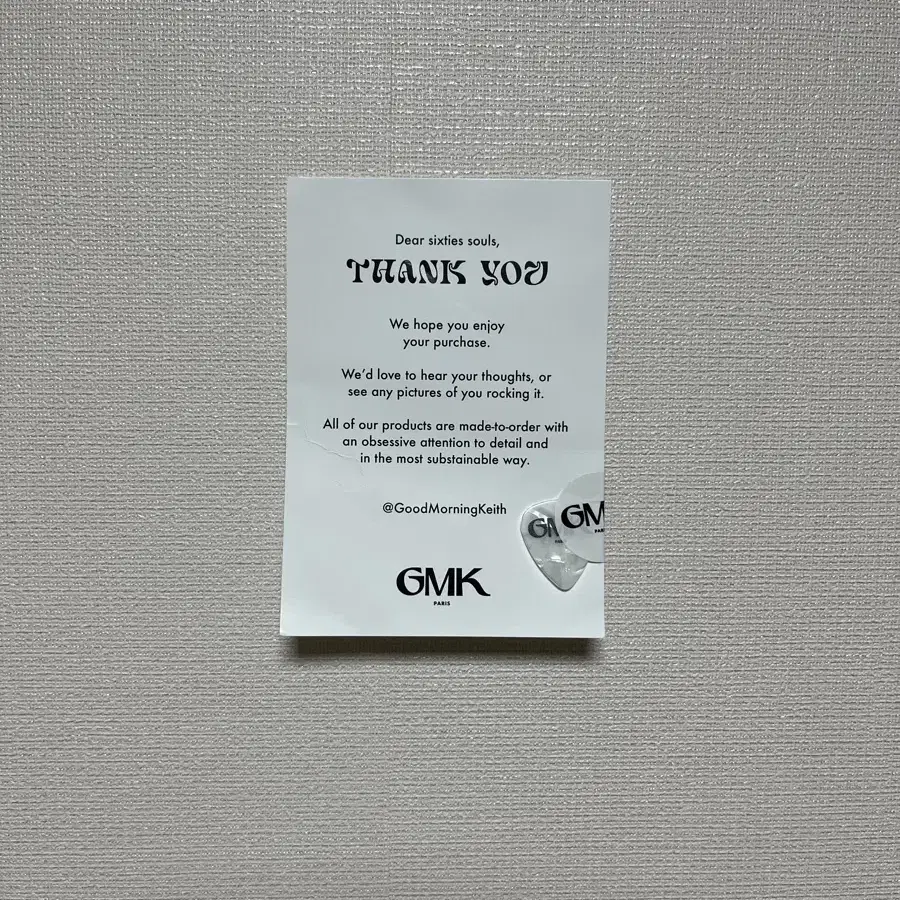 Dear sixties souls,
THANK YOU
We hope you enjoy
your purchase.
We'd love to hear your thoughts, or
see any pictures of you rocking it.
All of our products are made-to-order with
an obsessive attention to detail and
in the most substainable way.
@GoodMorningKeith
GM
GMK
PARIS